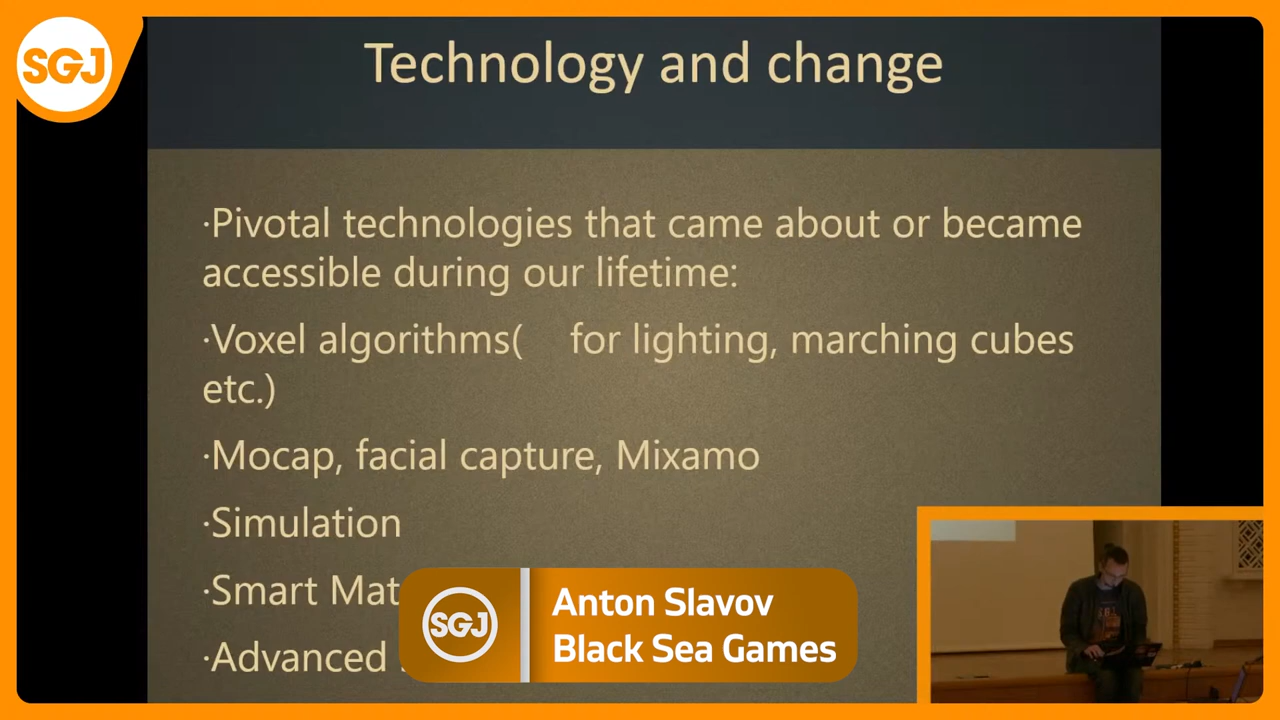 SGJ
Technology and change
·Pivotal technologies that came about or became
accessible during our lifetime:
·Voxel algorithms( for lighting, marching cubes
etc.)
·Mocap, facial capture, Mixamo
·Simulation
·Smart Mat
·Advanced
SGJ
Anton Slavov
Black Sea Games